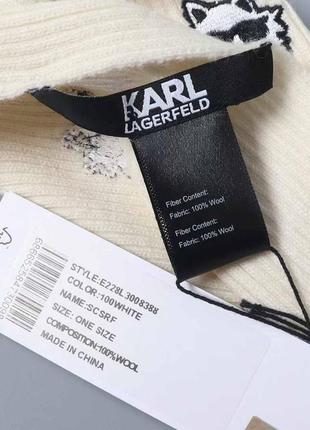 KARL
LAGERFELD
Fiber Content:
Fabric: 100% Wool
Fiber Content:
Fabric: 100% Wool
STYLE:E228L3008388
COLOR:100WHITE
NAME:SCSRF
SIZE: ONE SIZE
COMPOSITION:100%WOOL
MADE IN CHINA